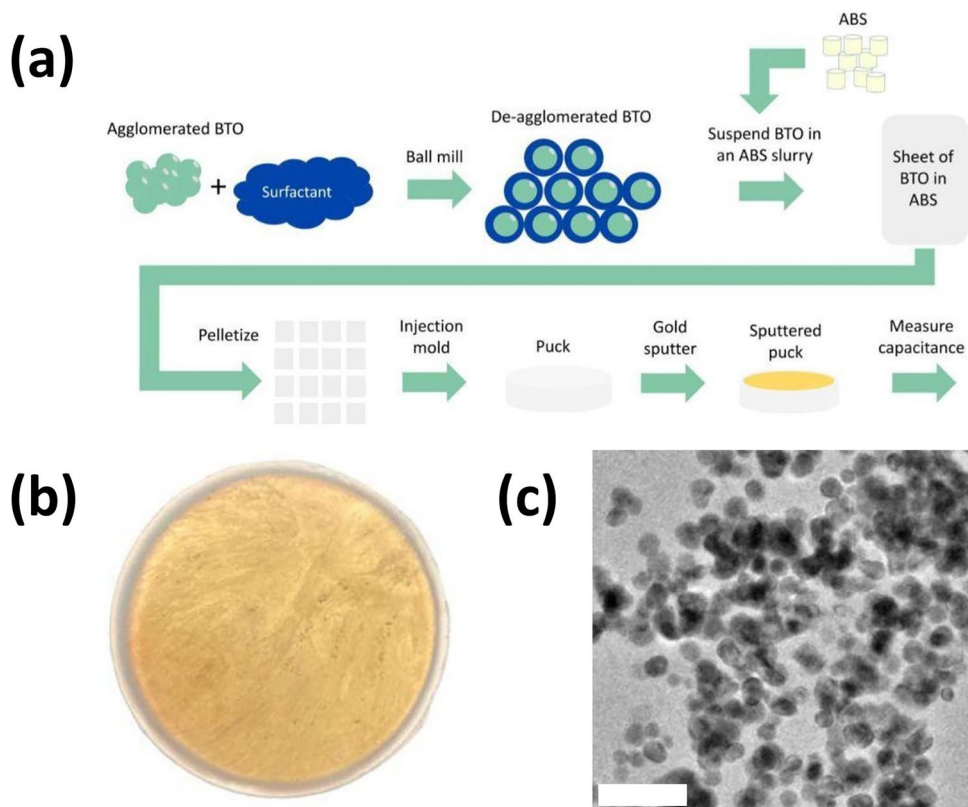 (a)
ABS
Agglomerated BTO
+
Surfactant
Ball mill
De-agglomerated BTO
Suspend BTO in
an ABS slurry
Sheet of
BTO in
ABS
Pelletize
Injection
mold
Puck
Gold
sputter
Sputtered
puck
Measure
capacitance
(b)
(c)